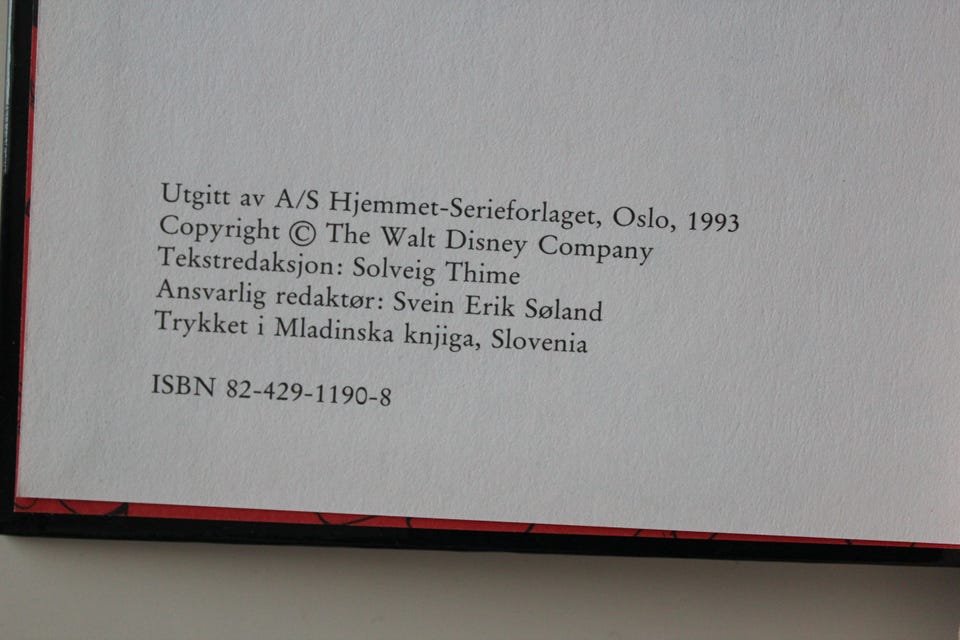 Utgitt av A/S Hjemmet-Serieforlaget, Oslo, 1993
Copyright © The Walt Disney Company
Tekstredaksjon: Solveig Thime
Ansvarlig redaktør: Svein Erik Søland
Trykket i Mladinska knjiga, Slovenia
ISBN 82-429-1190-8